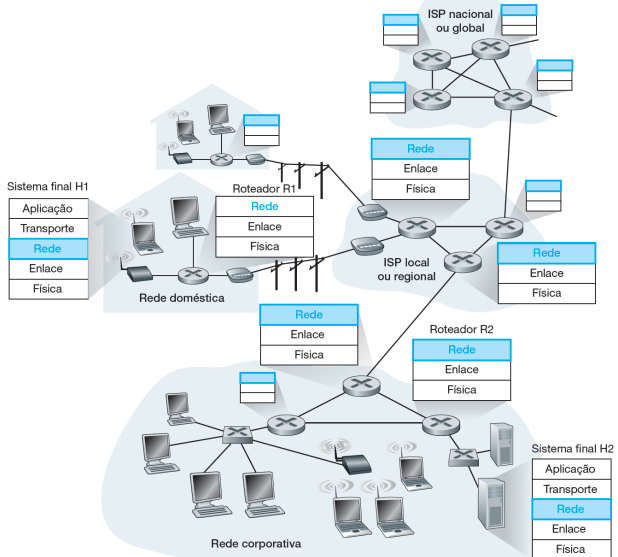 ISP nacional
ou global
Rede
Enlace
Física
Sistema final H1
Aplicação
Transporte
Rede
Enlace
Física
Roteador R1
Rede
Enlace
Física
Rede doméstica
ISP local
ou regional
Rede
Enlace
Física
Rede
Enlace
Física
Roteador R2
Rede
Enlace
Física
Sistema final H2
Aplicação
Transporte
Rede
Enlace
Física
Rede corporativa